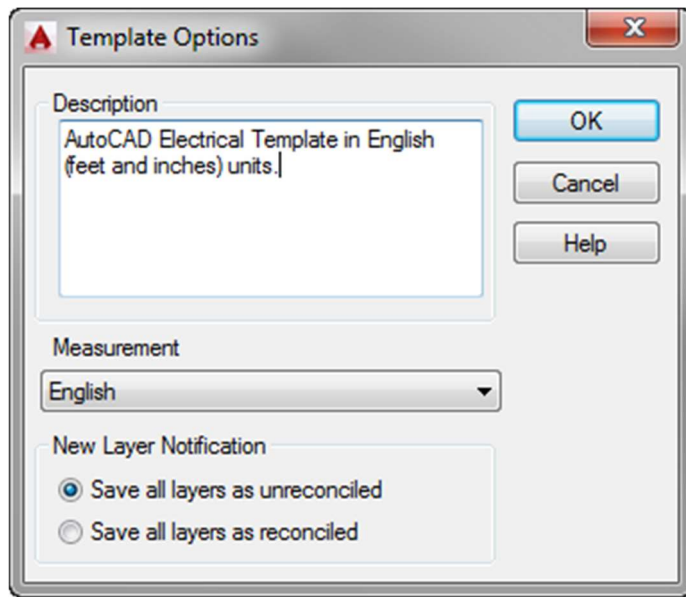 Template Options
Description
AutoCAD Electrical Template in English
(feet and inches) units.
OK
Cancel
Help
Measurement
English
New Layer Notification
Save all layers as unreconciled
Save all layers as reconciled